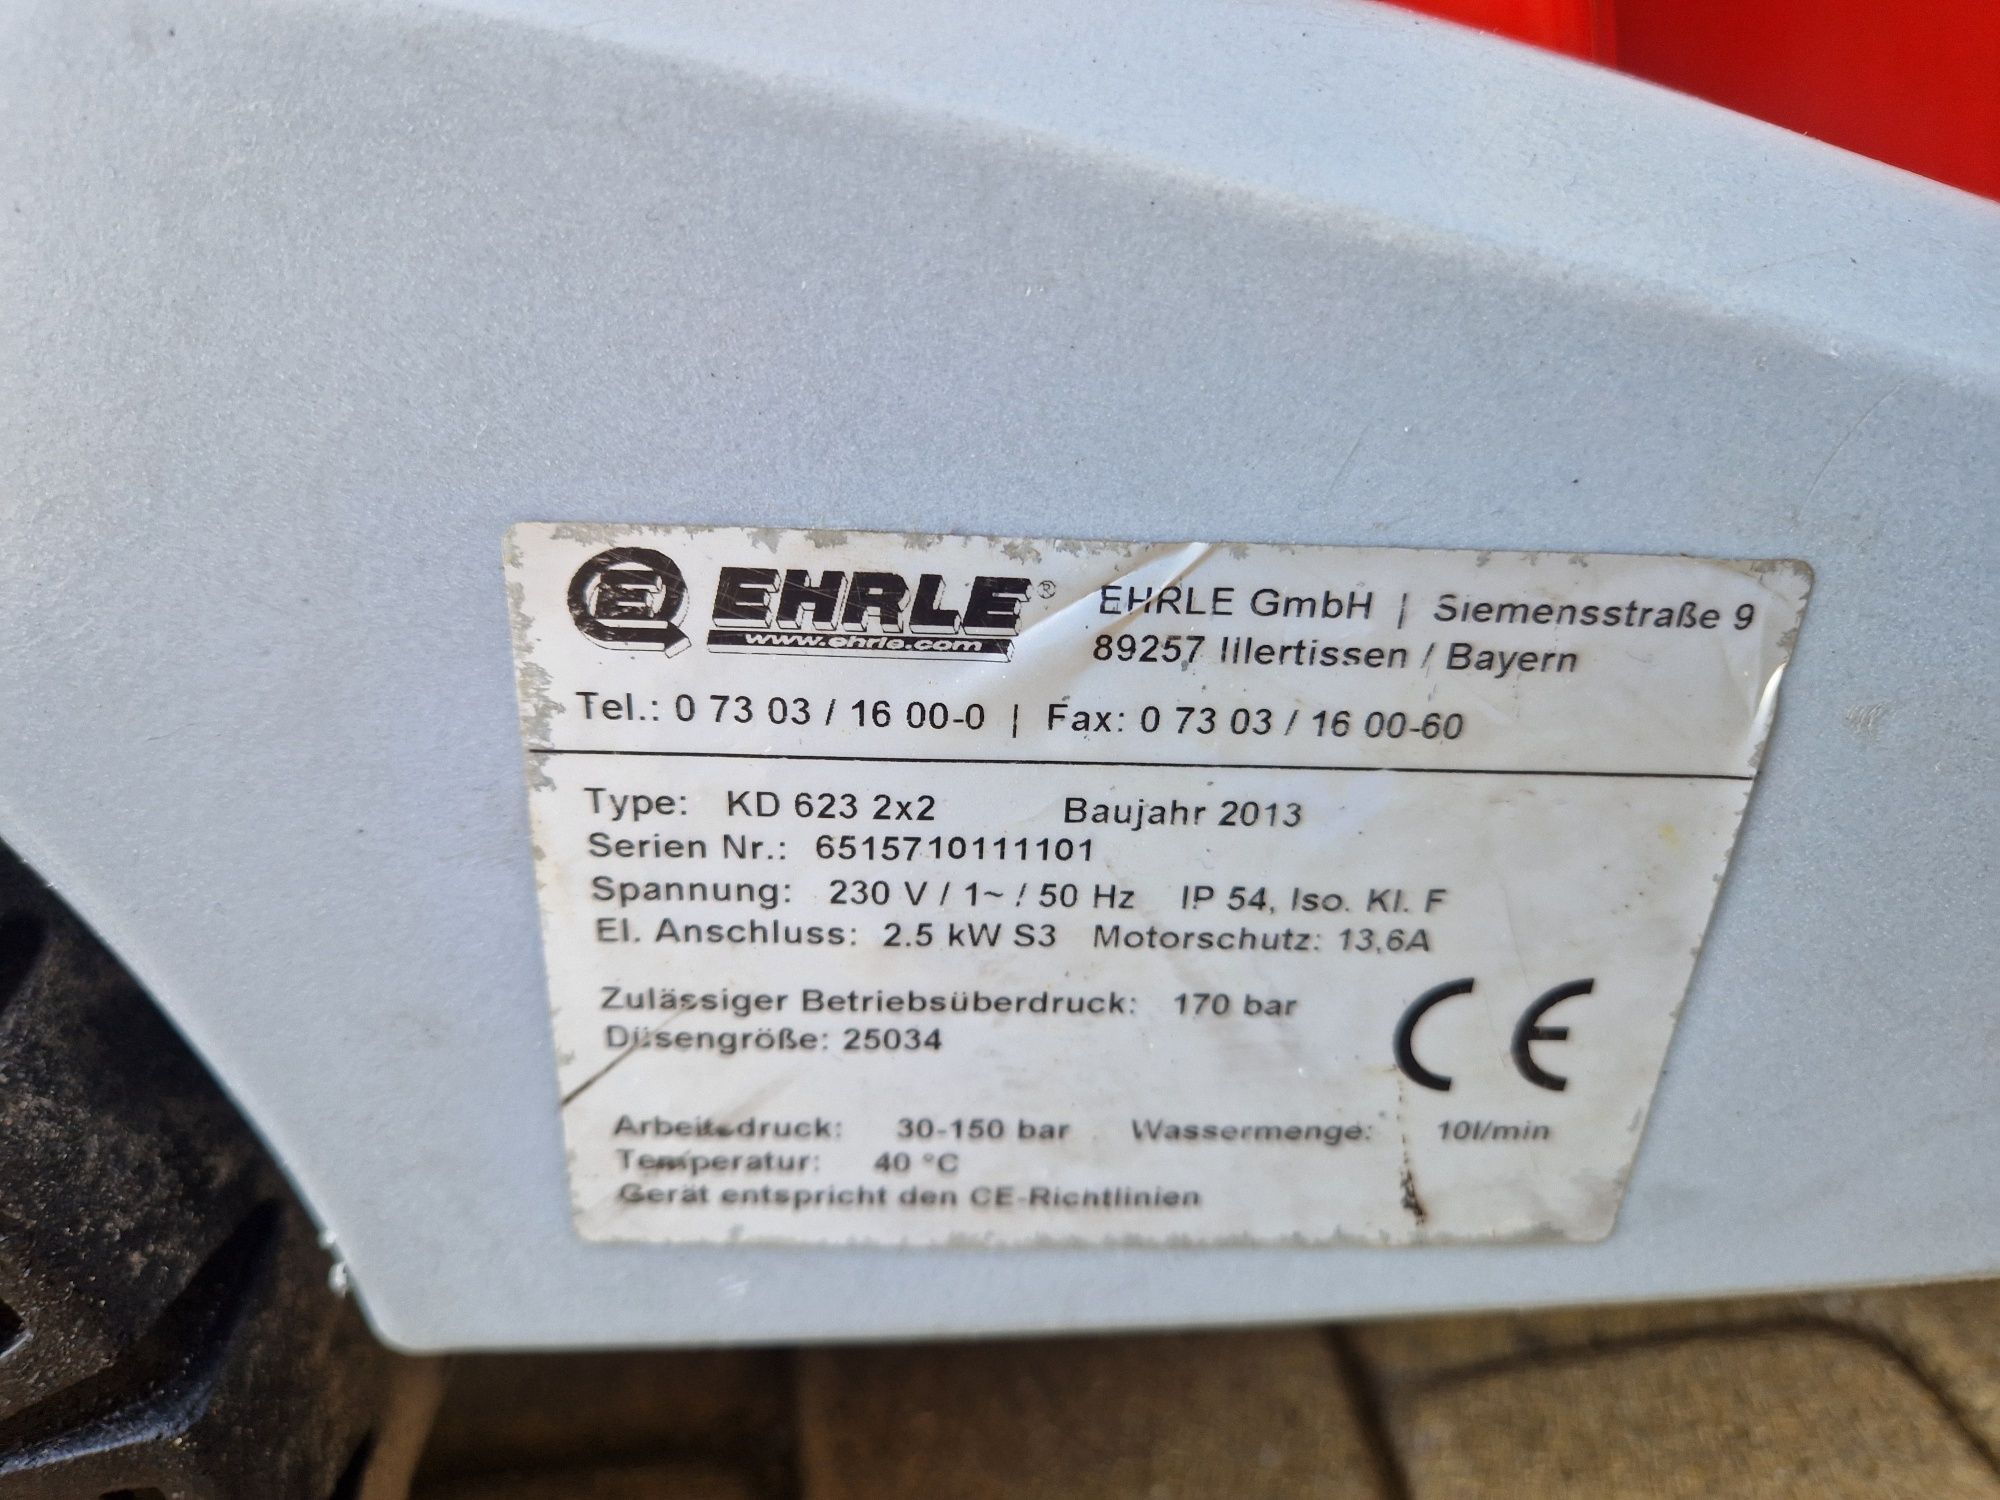 E EHRLE®
www.ehrle.com
EHRLE GmbH | Siemensstraße 9
89257 Illertissen / Bayern
Tel.: 0 73 03 / 16 00-0 | Fax: 0 73 03 / 16 00-60
Type: KD 623 2x2 Baujahr 2013
Serien Nr.: 6515710111101
Spannung: 230 V / 1~ / 50 Hz IP 54, Iso. Kl. F
El. Anschluss: 2.5 kW S3 Motorschutz: 13,6A
Zulässiger Betriebsüberdruck: 170 bar
Düsengröße: 25034
CE
Arbeitsdruck: 30-150 bar Wassermenge: 10l/min
Temperatur: 40 °C
Gerät entspricht den CE-Richtlinien